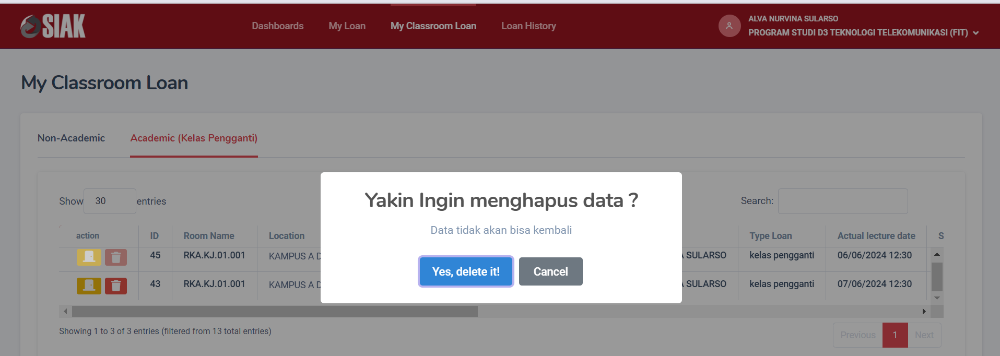 SIAK
Dashboards My Loan My Classroom Loan Loan History
ALVA NURVINA SULARSO
PROGRAM STUDI D3 TEKNOLOGI TELEKOMUNIKASI (FIT)
My Classroom Loan
Non-Academic Academic (Kelas Pengganti)
Yakin Ingin menghapus data ?
Data tidak akan bisa kembali
Yes, delete it! Cancel
Show 30 entries Search:
action ID Room Name Location Type Loan Actual lecture date S
45 RKA.KJ.01.001 KAMPUS A D A SULARSO kelas pengganti 06/06/2024 12:30
43 RKA.KJ.01.001 KAMPUS A D A SULARSO kelas pengganti 07/06/2024 12:30
Showing 1 to 3 of 3 entries (filtered from 13 total entries)
Previous 1 Next